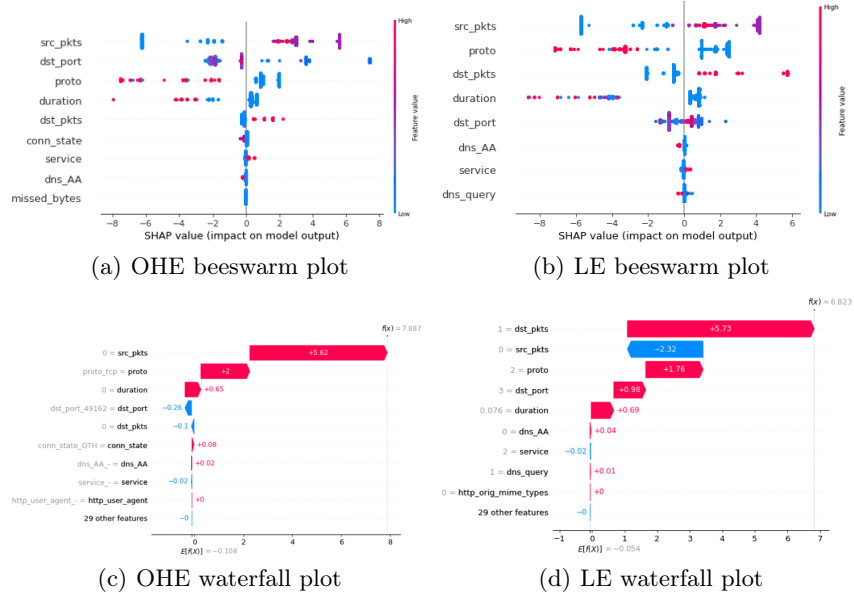 High
src_pkts
dst_port
proto
duration
dst_pkts
conn_state
service
dns_AA
missed_bytes
Feature value
Low
−8 −6 −4 −2 0 2 4 6 8
SHAP value (impact on model output)
(a) OHE beeswarm plot
High
src_pkts
proto
dst_pkts
duration
dst_port
dns_AA
service
dns_query
Feature value
Low
−8 −6 −4 −2 0 2 4 6
SHAP value (impact on model output)
(b) LE beeswarm plot
f(x) = 7.887
0 = src_pkts +5.62
proto_tcp = proto +2
0 = duration +0.65
dst_port_49162 = dst_port −0.26
0 = dst_pkts −0.1
conn_state_OTH = conn_state +0.08
dns_AA_- = dns_AA +0.02
service_- = service −0.02
http_user_agent_- = http_user_agent +0
29 other features −0
0 2 4 6 8
E[f(X)] = −0.108
(c) OHE waterfall plot
f(x) = 6.823
1 = dst_pkts +5.73
0 = src_pkts −2.32
2 = proto +1.76
3 = dst_port +0.98
0.076 = duration +0.69
0 = dns_AA +0.04
2 = service −0.02
1 = dns_query +0.01
0 = http_orig_mime_types +0
29 other features −0
−1 0 1 2 3 4 5 6 7
E[f(X)] = −0.054
(d) LE waterfall plot